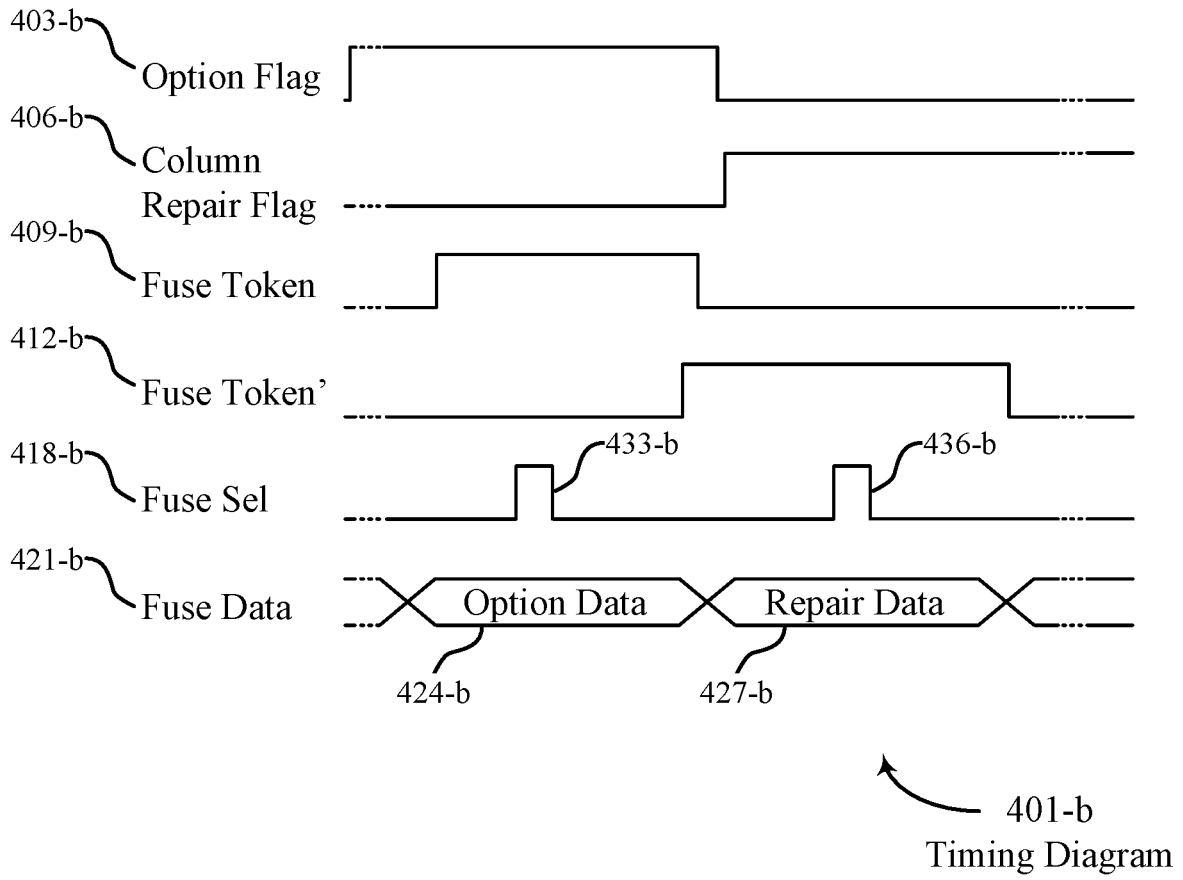 403-b
Option Flag
406-b
Column
Repair Flag
409-b
Fuse Token
412-b
Fuse Token’
418-b
433-b
436-b
Fuse Sel
421-b
Fuse Data
Option Data
Repair Data
424-b
427-b
401-b
Timing Diagram